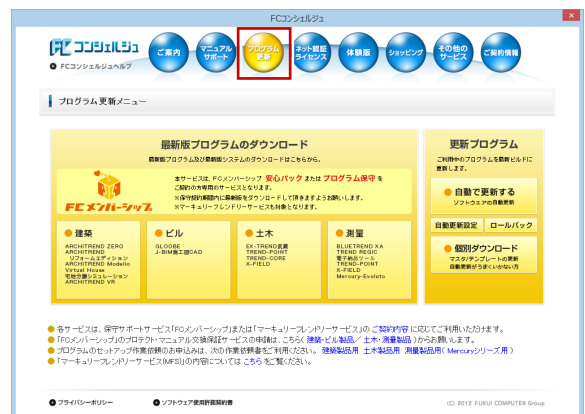 FCコンシェルジュ
FCコンシェルジュ
FCコンシェルジュヘルプ
ご案内
マニュアル
サポート
プログラム
更新
ネット認証
ライセンス
体験版
ショッピング
その他の
サービス
ご契約情報
プログラム更新メニュー
最新版プログラムのダウンロード
最新版プログラム及び最新版システムのダウンロードはこちらから。
FCメンバーシップ
本サービスは、FCメンバーシップ 安心パック または プログラム保守 を
ご契約の方専用のサービスとなります。
※保守契約期間内に最新版をダウンロードして頂きますようお願いします。
※マーキュリーフレンドリーサービスも対象となります。
建築
ARCHITREND ZERO
ARCHITREND
リフォームエディション
ARCHITREND Modelio
Virtual House
宅地分譲シミュレーション
ARCHITREND VR
ビル
GLOOBE
J-BIM施工図CAD
土木
EX-TREND武蔵
TREND-POINT
TREND-CORE
X-FIELD
測量
BLUETREND XA
TREND REGIC
電子納品ツール
TREND-POINT
X-FIELD
Mercury-Evoluto
更新プログラム
ご利用中のプログラムを最新ビルドに
更新します。
自動で更新する
ソフトウェアの自動更新
自動更新設定
ロールバック
個別ダウンロード
マスタ/テンプレートの更新
自動更新がうまくいかない方
各サービスは、保守サポートサービス「FCメンバーシップ」または「マーキュリーフレンドリーサービス」の ご契約内容 に応じてご利用いただけます。
「FCメンバーシップ」のプロテクト・マニュアル交換保証サービスの申請は、こちら( 建築・ビル製品／ 土木・測量製品 )からお願いします。
プログラムのセットアップ作業依頼のお申込みは、次の作業依頼書をご利用ください。 建築製品用 土木製品用 測量製品用( Mercuryシリーズ用 )
「マーキュリーフレンドリーサービス(MFS)」の内容については こちら をご覧ください。
プライバシーポリシー
ソフトウェア使用許諾契約書
(C) 2012 FUKUI COMPUTER Group